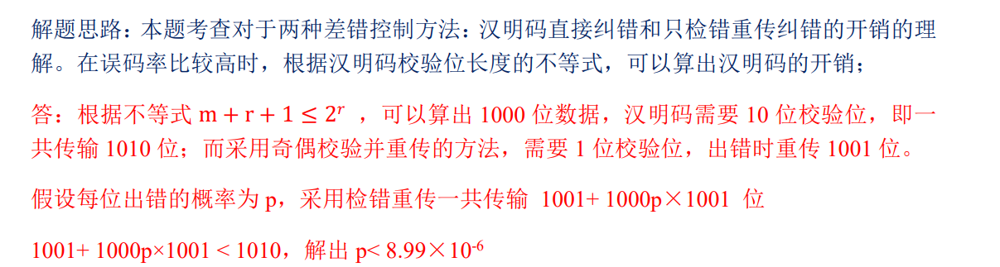 解题思路：本题考查对于两种差错控制方法：汉明码直接纠错和只检错重传纠错的开销的理
解。在误码率比较高时，根据汉明码校验位长度的不等式，可以算出汉明码的开销；
答：根据不等式 m + r + 1 ≤ 2^r ，可以算出 1000 位数据，汉明码需要 10 位校验位，即一
共传输 1010 位；而采用奇偶校验并重传的方法，需要 1 位校验位，出错时重传 1001 位。
假设每位出错的概率为 p，采用检错重传一共传输 1001+ 1000p×1001 位
1001+ 1000p×1001 < 1010，解出 p< 8.99×10^-6